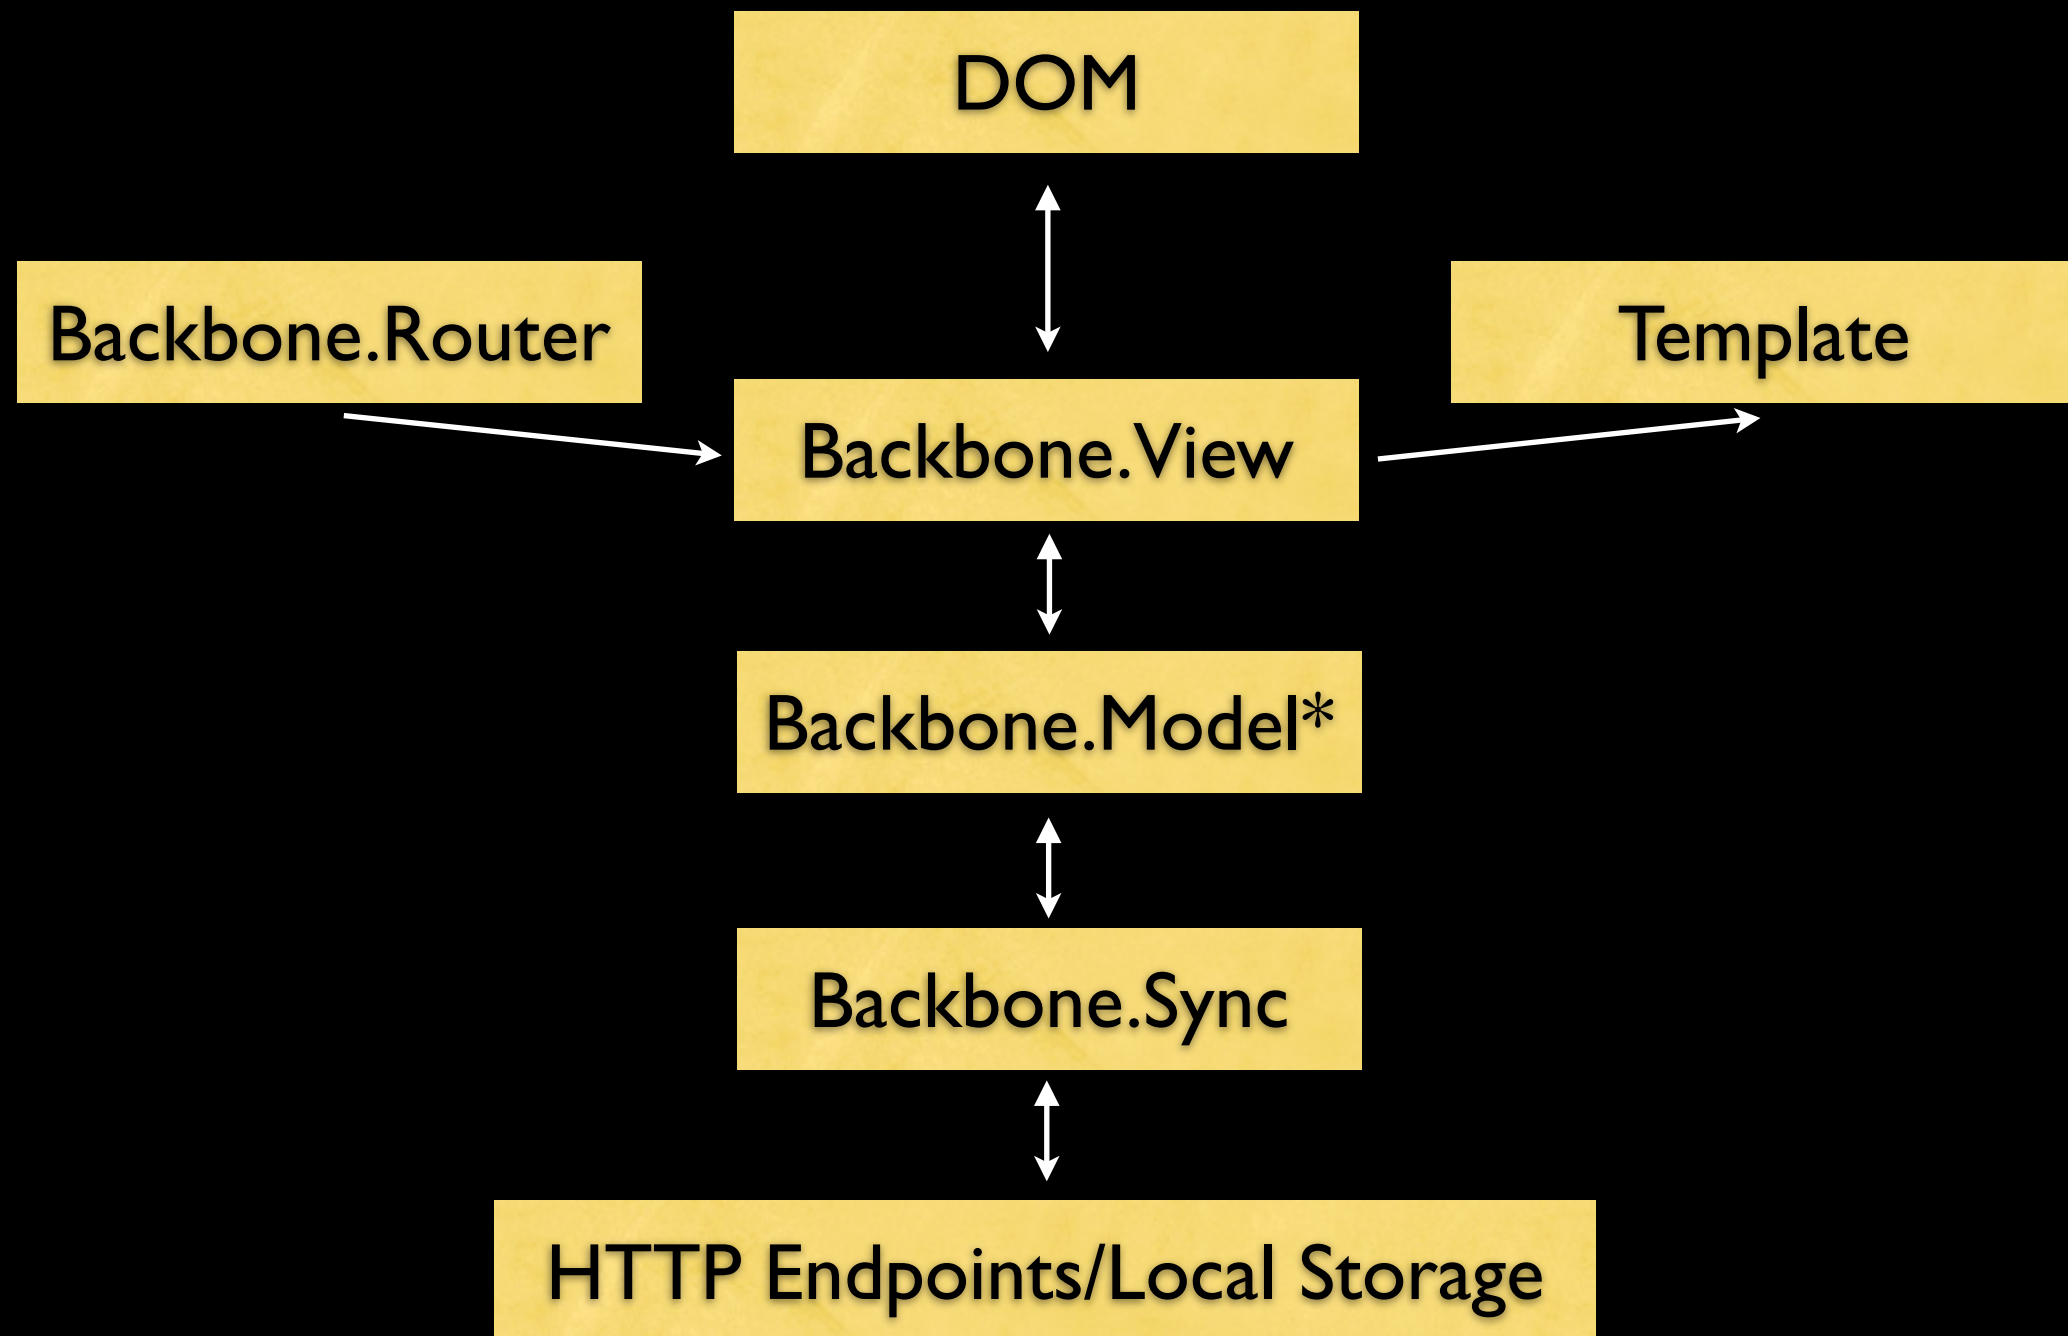 DOM
Backbone.Router
Template
Backbone.View
Backbone.Model*
Backbone.Sync
HTTP Endpoints/Local Storage